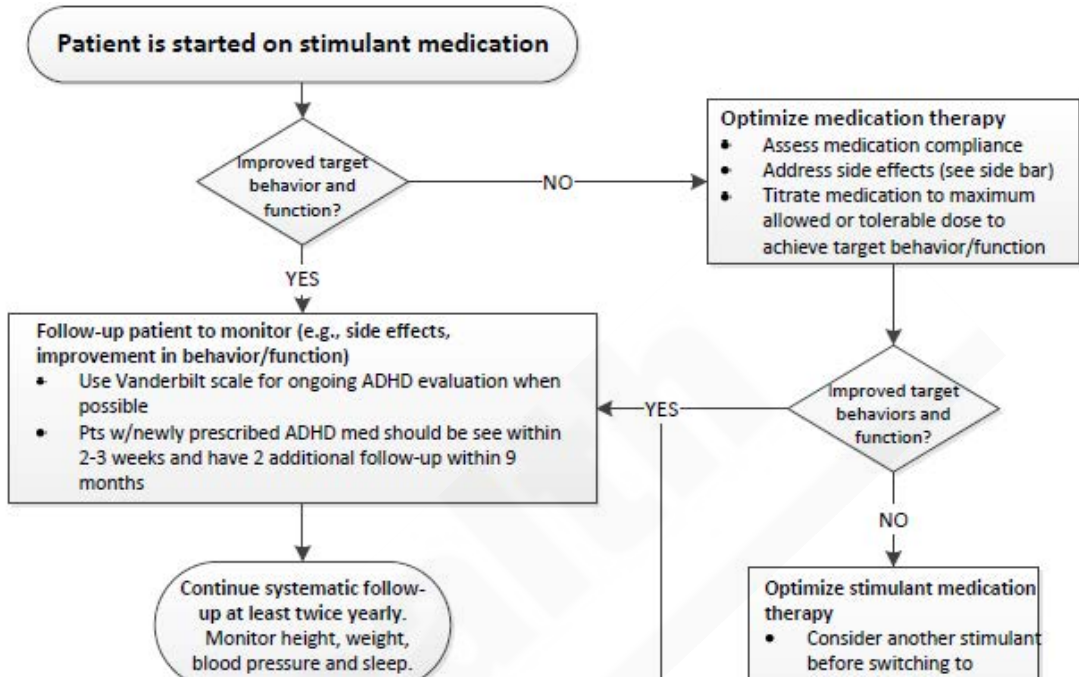 Patient is started on stimulant medication
Improved target
behavior and
function?
NO
Optimize medication therapy
Assess medication compliance
Address side effects (see side bar)
Titrate medication to maximum
allowed or tolerable dose to
achieve target behavior/function
YES
Follow-up patient to monitor (e.g., side effects,
improvement in behavior/function)
Use Vanderbilt scale for ongoing ADHD evaluation when
possible
Pts w/newly prescribed ADHD med should be see within
2-3 weeks and have 2 additional follow-up within 9
months
YES
Improved target
behaviors and
function?
NO
Continue systematic follow-
up at least twice yearly.
Monitor height, weight,
blood pressure and sleep.
Optimize stimulant medication
therapy
Consider another stimulant
before switching to